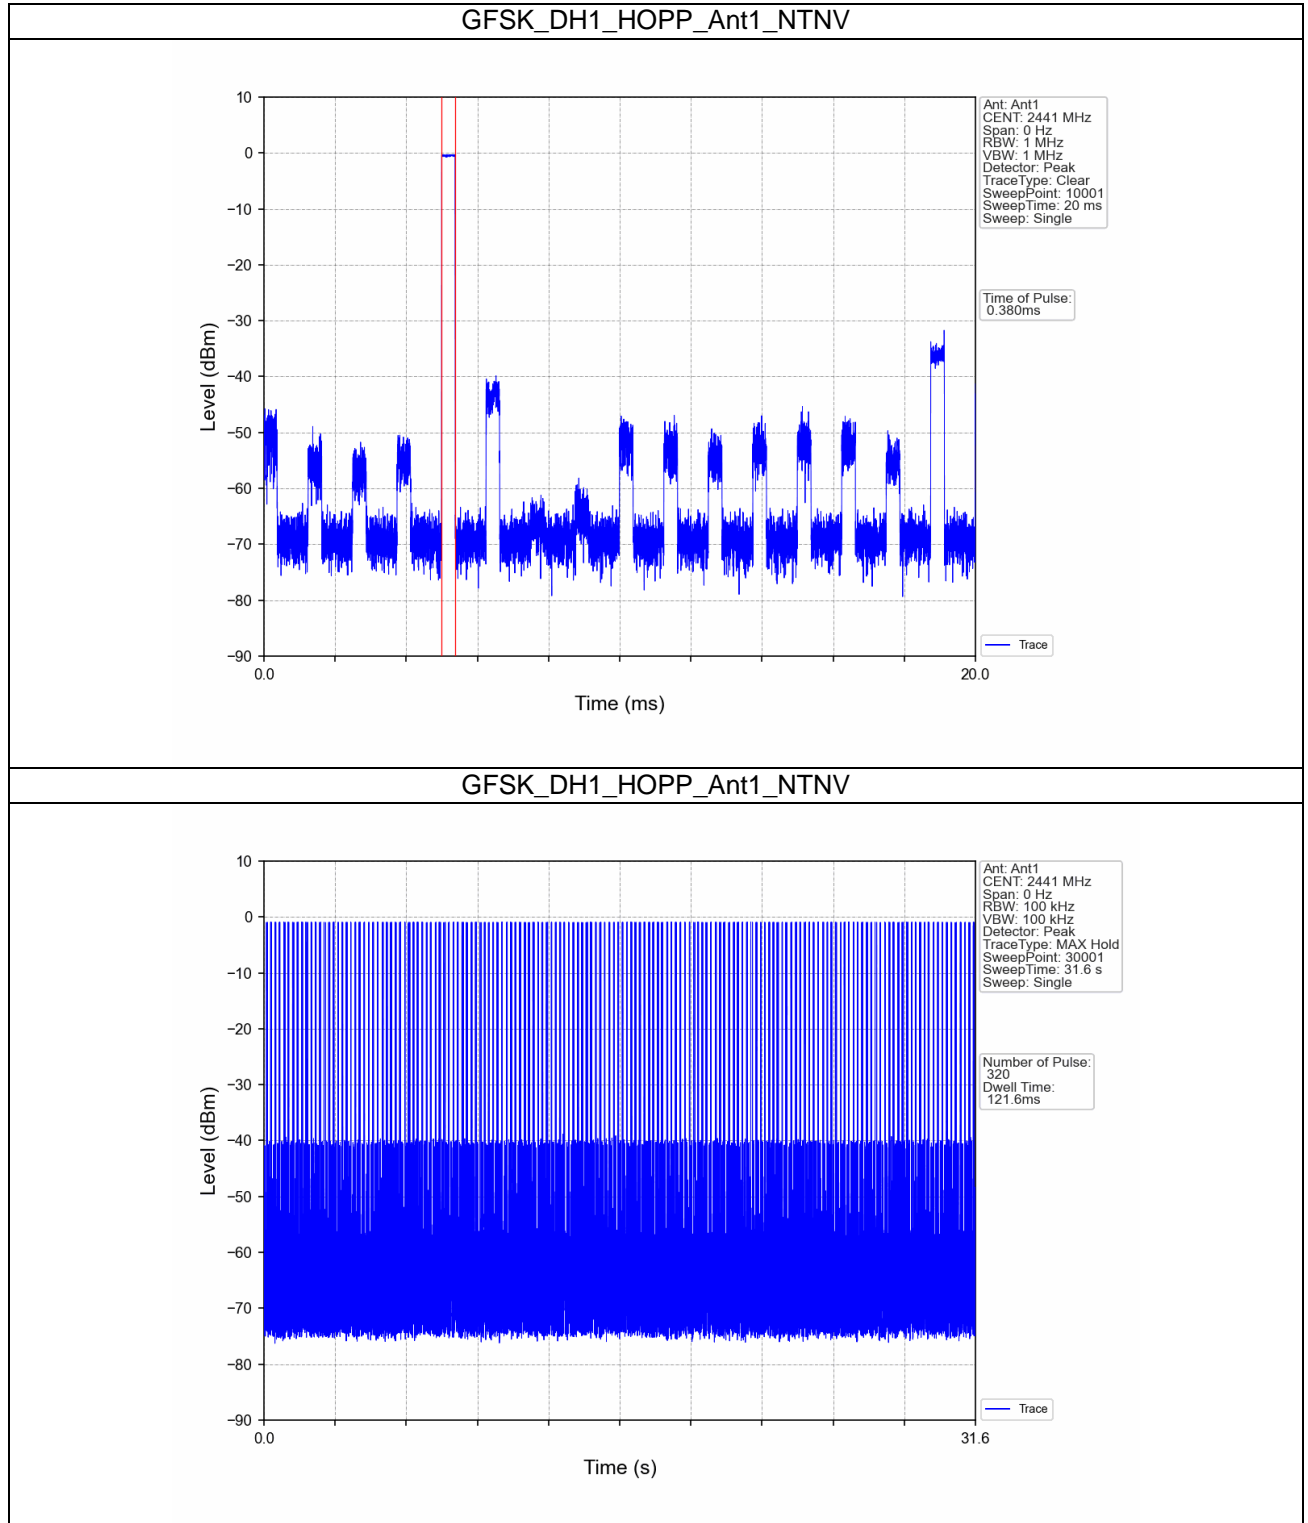 GFSK_DH1_HOPP_Ant1_NTNV
10
0
−10
−20
−30
−40
−50
−60
−70
−80
−90
Level (dBm)
0.0
20.0
Time (ms)
Ant: Ant1
CENT: 2441 MHz
Span: 0 Hz
RBW: 1 MHz
VBW: 1 MHz
Detector: Peak
TraceType: Clear
SweepPoint: 10001
SweepTime: 20 ms
Sweep: Single
Time of Pulse:
0.380ms
Trace
GFSK_DH1_HOPP_Ant1_NTNV
10
0
−10
−20
−30
−40
−50
−60
−70
−80
−90
Level (dBm)
0.0
31.6
Time (s)
Ant: Ant1
CENT: 2441 MHz
Span: 0 Hz
RBW: 100 kHz
VBW: 100 kHz
Detector: Peak
TraceType: MAX Hold
SweepPoint: 30001
SweepTime: 31.6 s
Sweep: Single
Number of Pulse:
320
Dwell Time:
121.6ms
Trace